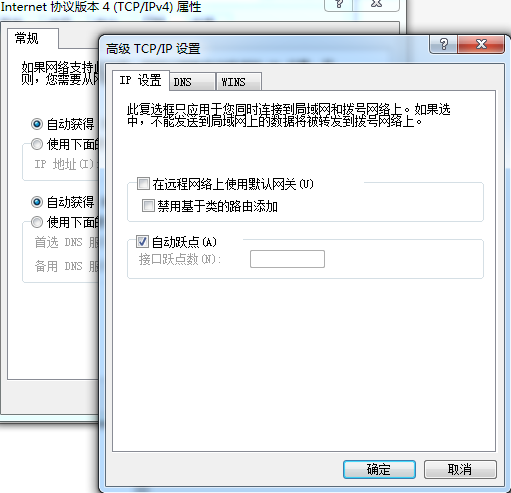 Internet 协议版本 4 (TCP/IPv4) 属性
常规
如果网络支持此
则，您需要从网
自动获得
使用下面的
IP 地址(I):
自动获得
使用下面的
首选 DNS 服
备用 DNS 服
高级 TCP/IP 设置
IP 设置
DNS
WINS
此复选框只应用于您同时连接到局域网和拨号网络上。如果选
中，不能发送到局域网上的数据将被转发到拨号网络上。
在远程网络上使用默认网关(U)
禁用基于类的路由添加
自动跃点(A)
接口跃点数(N):
确定
取消